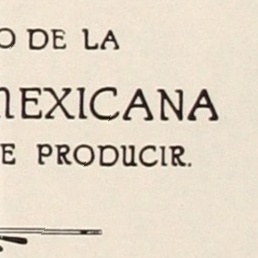 O DE LA
MEXICANA
E PRODUCIR.